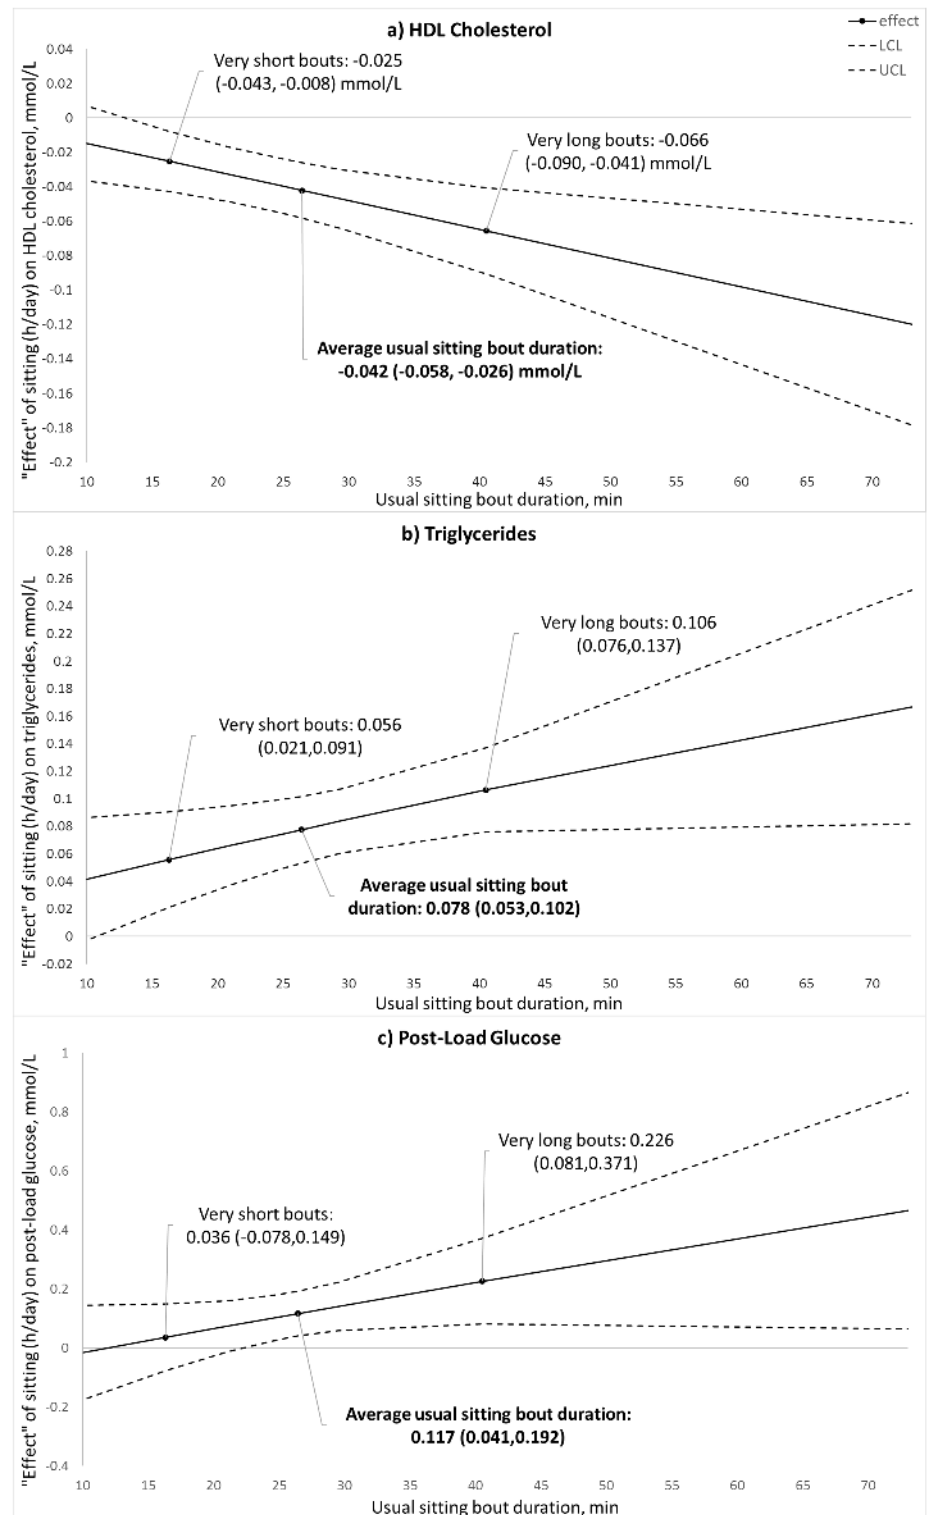 a) HDL Cholesterol
effect
LCL
UCL
"Effect" of sitting (h/day) on HDL cholesterol, mmol/L
0.04
0.02
0
-0.02
-0.04
-0.06
-0.08
-0.1
-0.12
-0.14
-0.16
-0.18
-0.2
Very short bouts: -0.025
(-0.043, -0.008) mmol/L
Very long bouts: -0.066
(-0.090, -0.041) mmol/L
Average usual sitting bout duration:
-0.042 (-0.058, -0.026) mmol/L
10 15 20 25 30 35 40 45 50 55 60 65 70
Usual sitting bout duration, min
b) Triglycerides
"Effect" of sitting (h/day) on triglycerides, mmol/L
0.28
0.26
0.24
0.22
0.2
0.18
0.16
0.14
0.12
0.1
0.08
0.06
0.04
0.02
0
-0.02
Very long bouts: 0.106
(0.076,0.137)
Very short bouts: 0.056
(0.021,0.091)
Average usual sitting bout
duration: 0.078 (0.053,0.102)
10 15 20 25 30 35 40 45 50 55 60 65 70
Usual sitting bout duration, min
c) Post-Load Glucose
"Effect" of sitting (h/day) on post-load glucose, mmol/L
1
0.8
0.6
0.4
0.2
0
-0.2
-0.4
Very long bouts: 0.226
(0.081,0.371)
Very short bouts:
0.036 (-0.078,0.149)
Average usual sitting bout duration:
0.117 (0.041,0.192)
10 15 20 25 30 35 40 45 50 55 60 65 70
Usual sitting bout duration, min